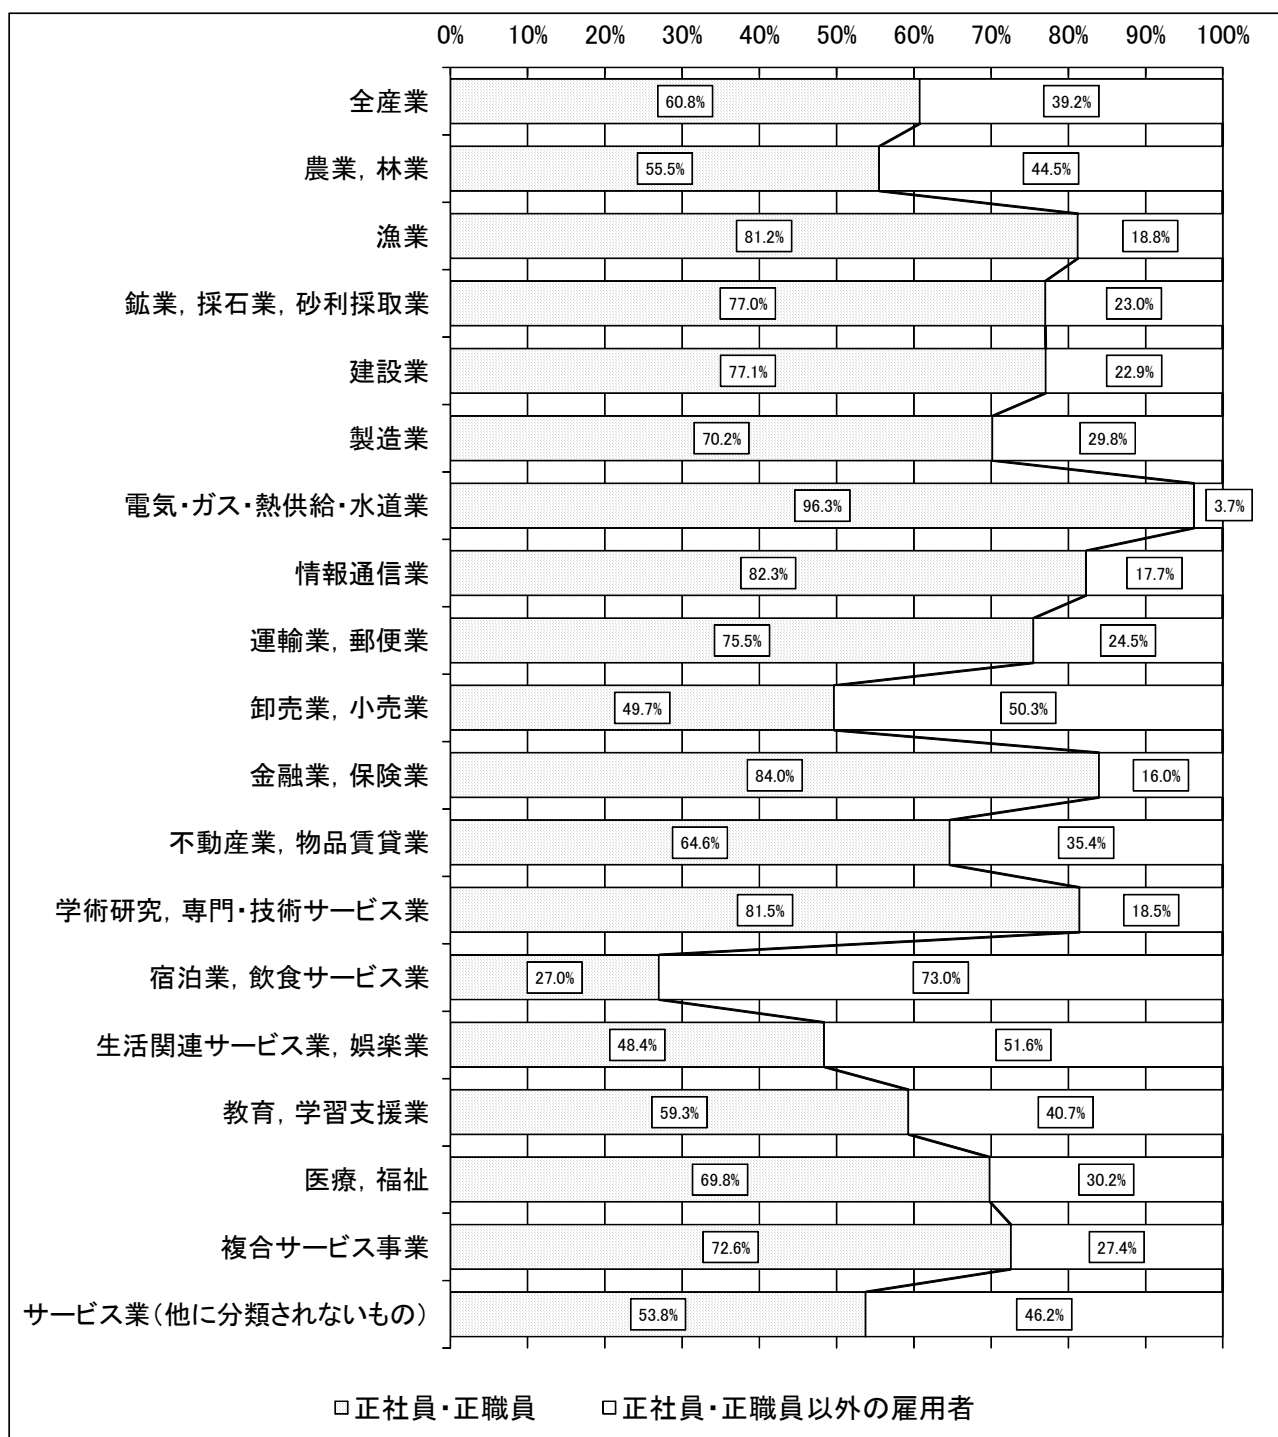 0% 10% 20% 30% 40% 50% 60% 70% 80% 90% 100%
全産業 60.8% 39.2%
農業, 林業 55.5% 44.5%
漁業 81.2% 18.8%
鉱業, 採石業, 砂利採取業 77.0% 23.0%
建設業 77.1% 22.9%
製造業 70.2% 29.8%
電気・ガス・熱供給・水道業 96.3% 3.7%
情報通信業 82.3% 17.7%
運輸業, 郵便業 75.5% 24.5%
卸売業, 小売業 49.7% 50.3%
金融業, 保険業 84.0% 16.0%
不動産業, 物品賃貸業 64.6% 35.4%
学術研究, 専門・技術サービス業 81.5% 18.5%
宿泊業, 飲食サービス業 27.0% 73.0%
生活関連サービス業, 娯楽業 48.4% 51.6%
教育, 学習支援業 59.3% 40.7%
医療, 福祉 69.8% 30.2%
複合サービス事業 72.6% 27.4%
サービス業(他に分類されないもの) 53.8% 46.2%
正社員・正職員 正社員・正職員以外の雇用者